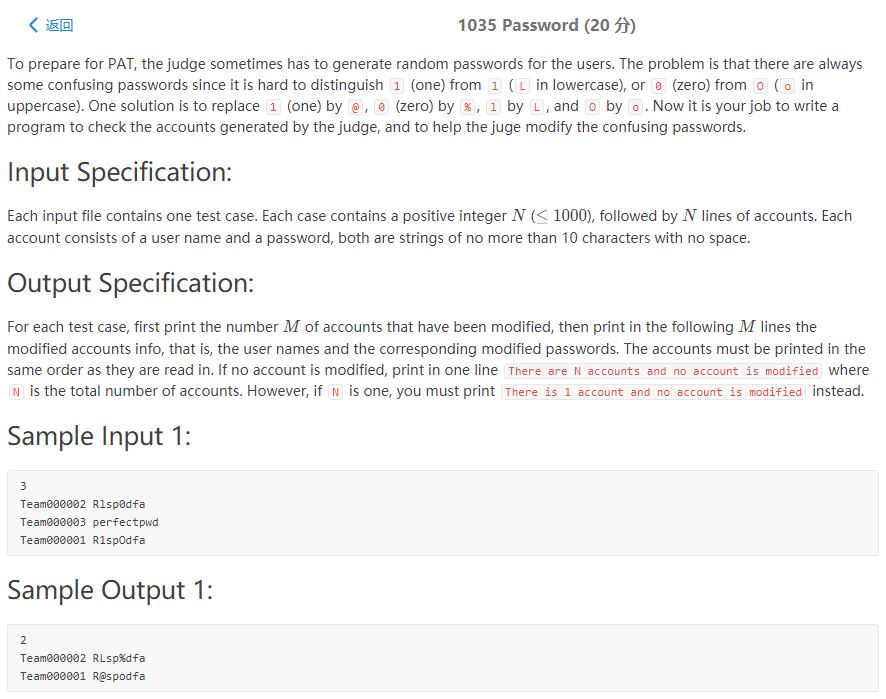 返回
1035 Password (20 分)
To prepare for PAT, the judge sometimes has to generate random passwords for the users. The problem is that there are always
some confusing passwords since it is hard to distinguish 1 (one) from l (L in lowercase), or 0 (zero) from O (o in
uppercase). One solution is to replace 1 (one) by @, 0 (zero) by %, l by L, and O by o. Now it is your job to write a
program to check the accounts generated by the judge, and to help the juge modify the confusing passwords.
Input Specification:
Each input file contains one test case. Each case contains a positive integer N (≤ 1000), followed by N lines of accounts. Each
account consists of a user name and a password, both are strings of no more than 10 characters with no space.
Output Specification:
For each test case, first print the number M of accounts that have been modified, then print in the following M lines the
modified accounts info, that is, the user names and the corresponding modified passwords. The accounts must be printed in the
same order as they are read in. If no account is modified, print in one line There are N accounts and no account is modified where
N is the total number of accounts. However, if N is one, you must print There is 1 account and no account is modified instead.
Sample Input 1:
3
Team000002 Rlsp0dfa
Team000003 perfectpwd
Team000001 R1spOdfa
Sample Output 1:
2
Team000002 RLsp%dfa
Team000001 R@spodfa